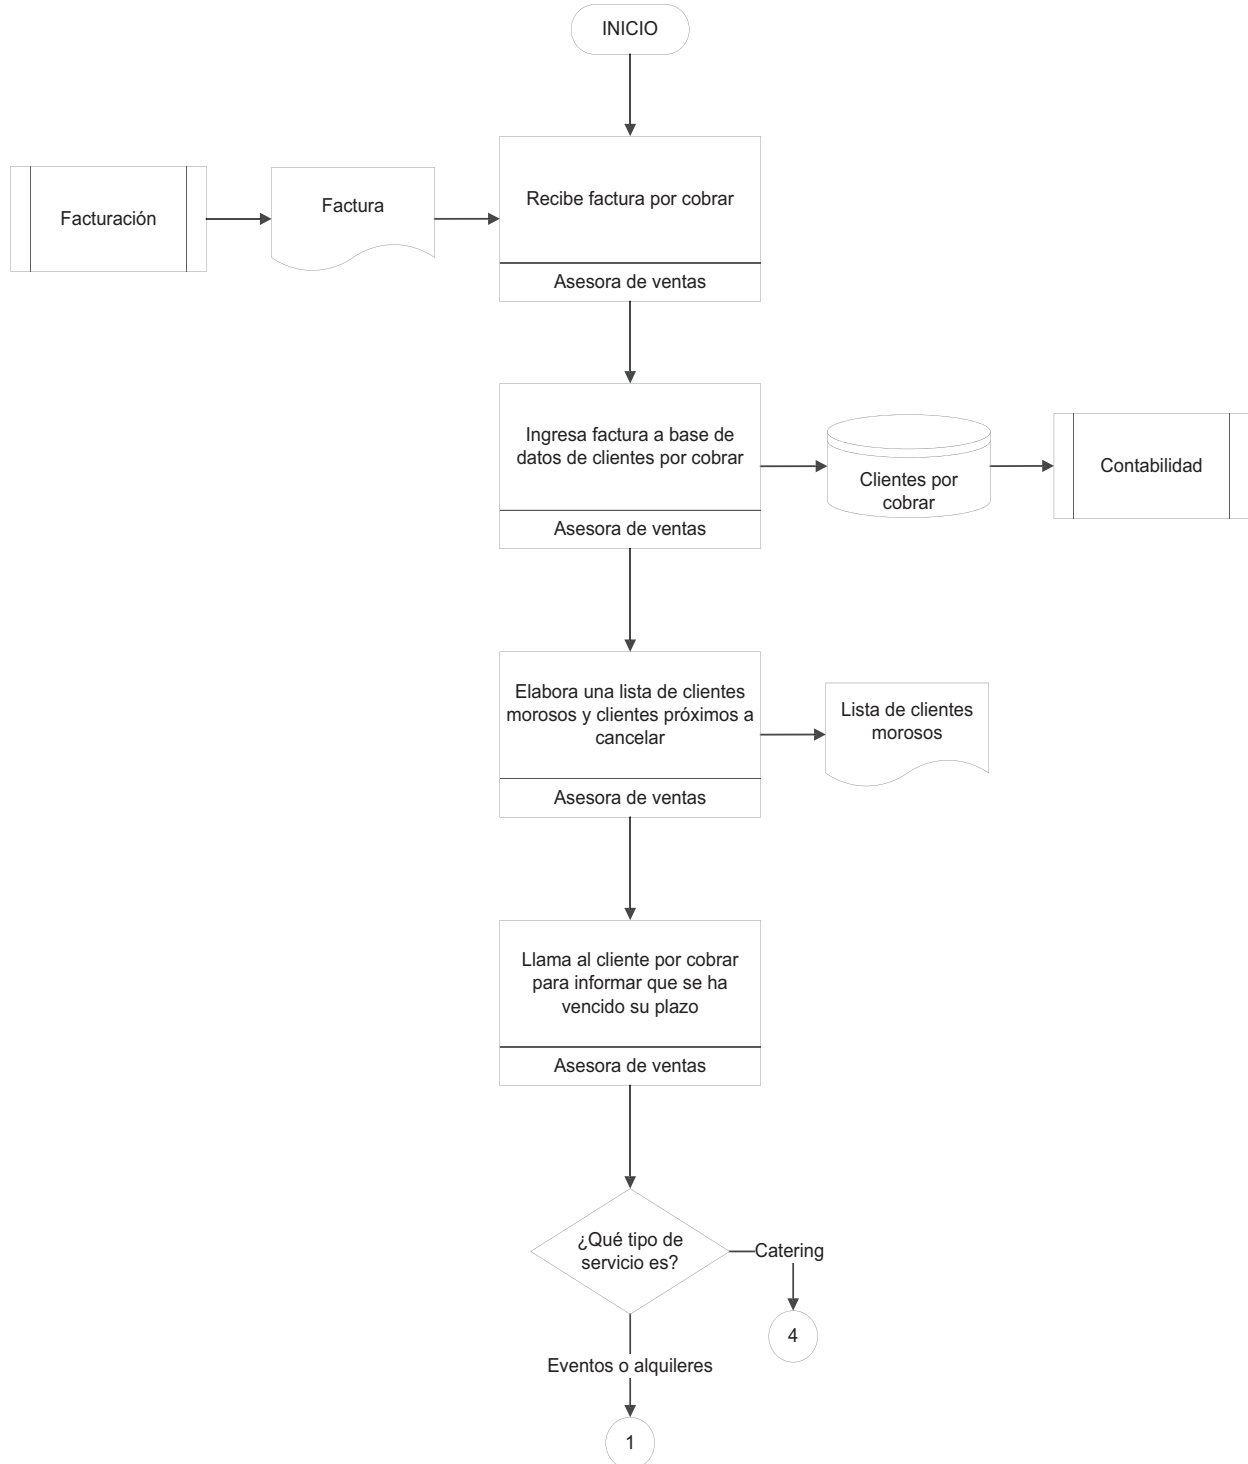 INICIO
Facturación
Factura
Recibe factura por cobrar
Asesora de ventas
Ingresa factura a base de
datos de clientes por cobrar
Asesora de ventas
Clientes por
cobrar
Contabilidad
Elabora una lista de clientes
morosos y clientes próximos a
cancelar
Asesora de ventas
Lista de clientes
morosos
Llama al cliente por cobrar
para informar que se ha
vencido su plazo
Asesora de ventas
¿Qué tipo de
servicio es?
Catering
4
Eventos o alquileres
1